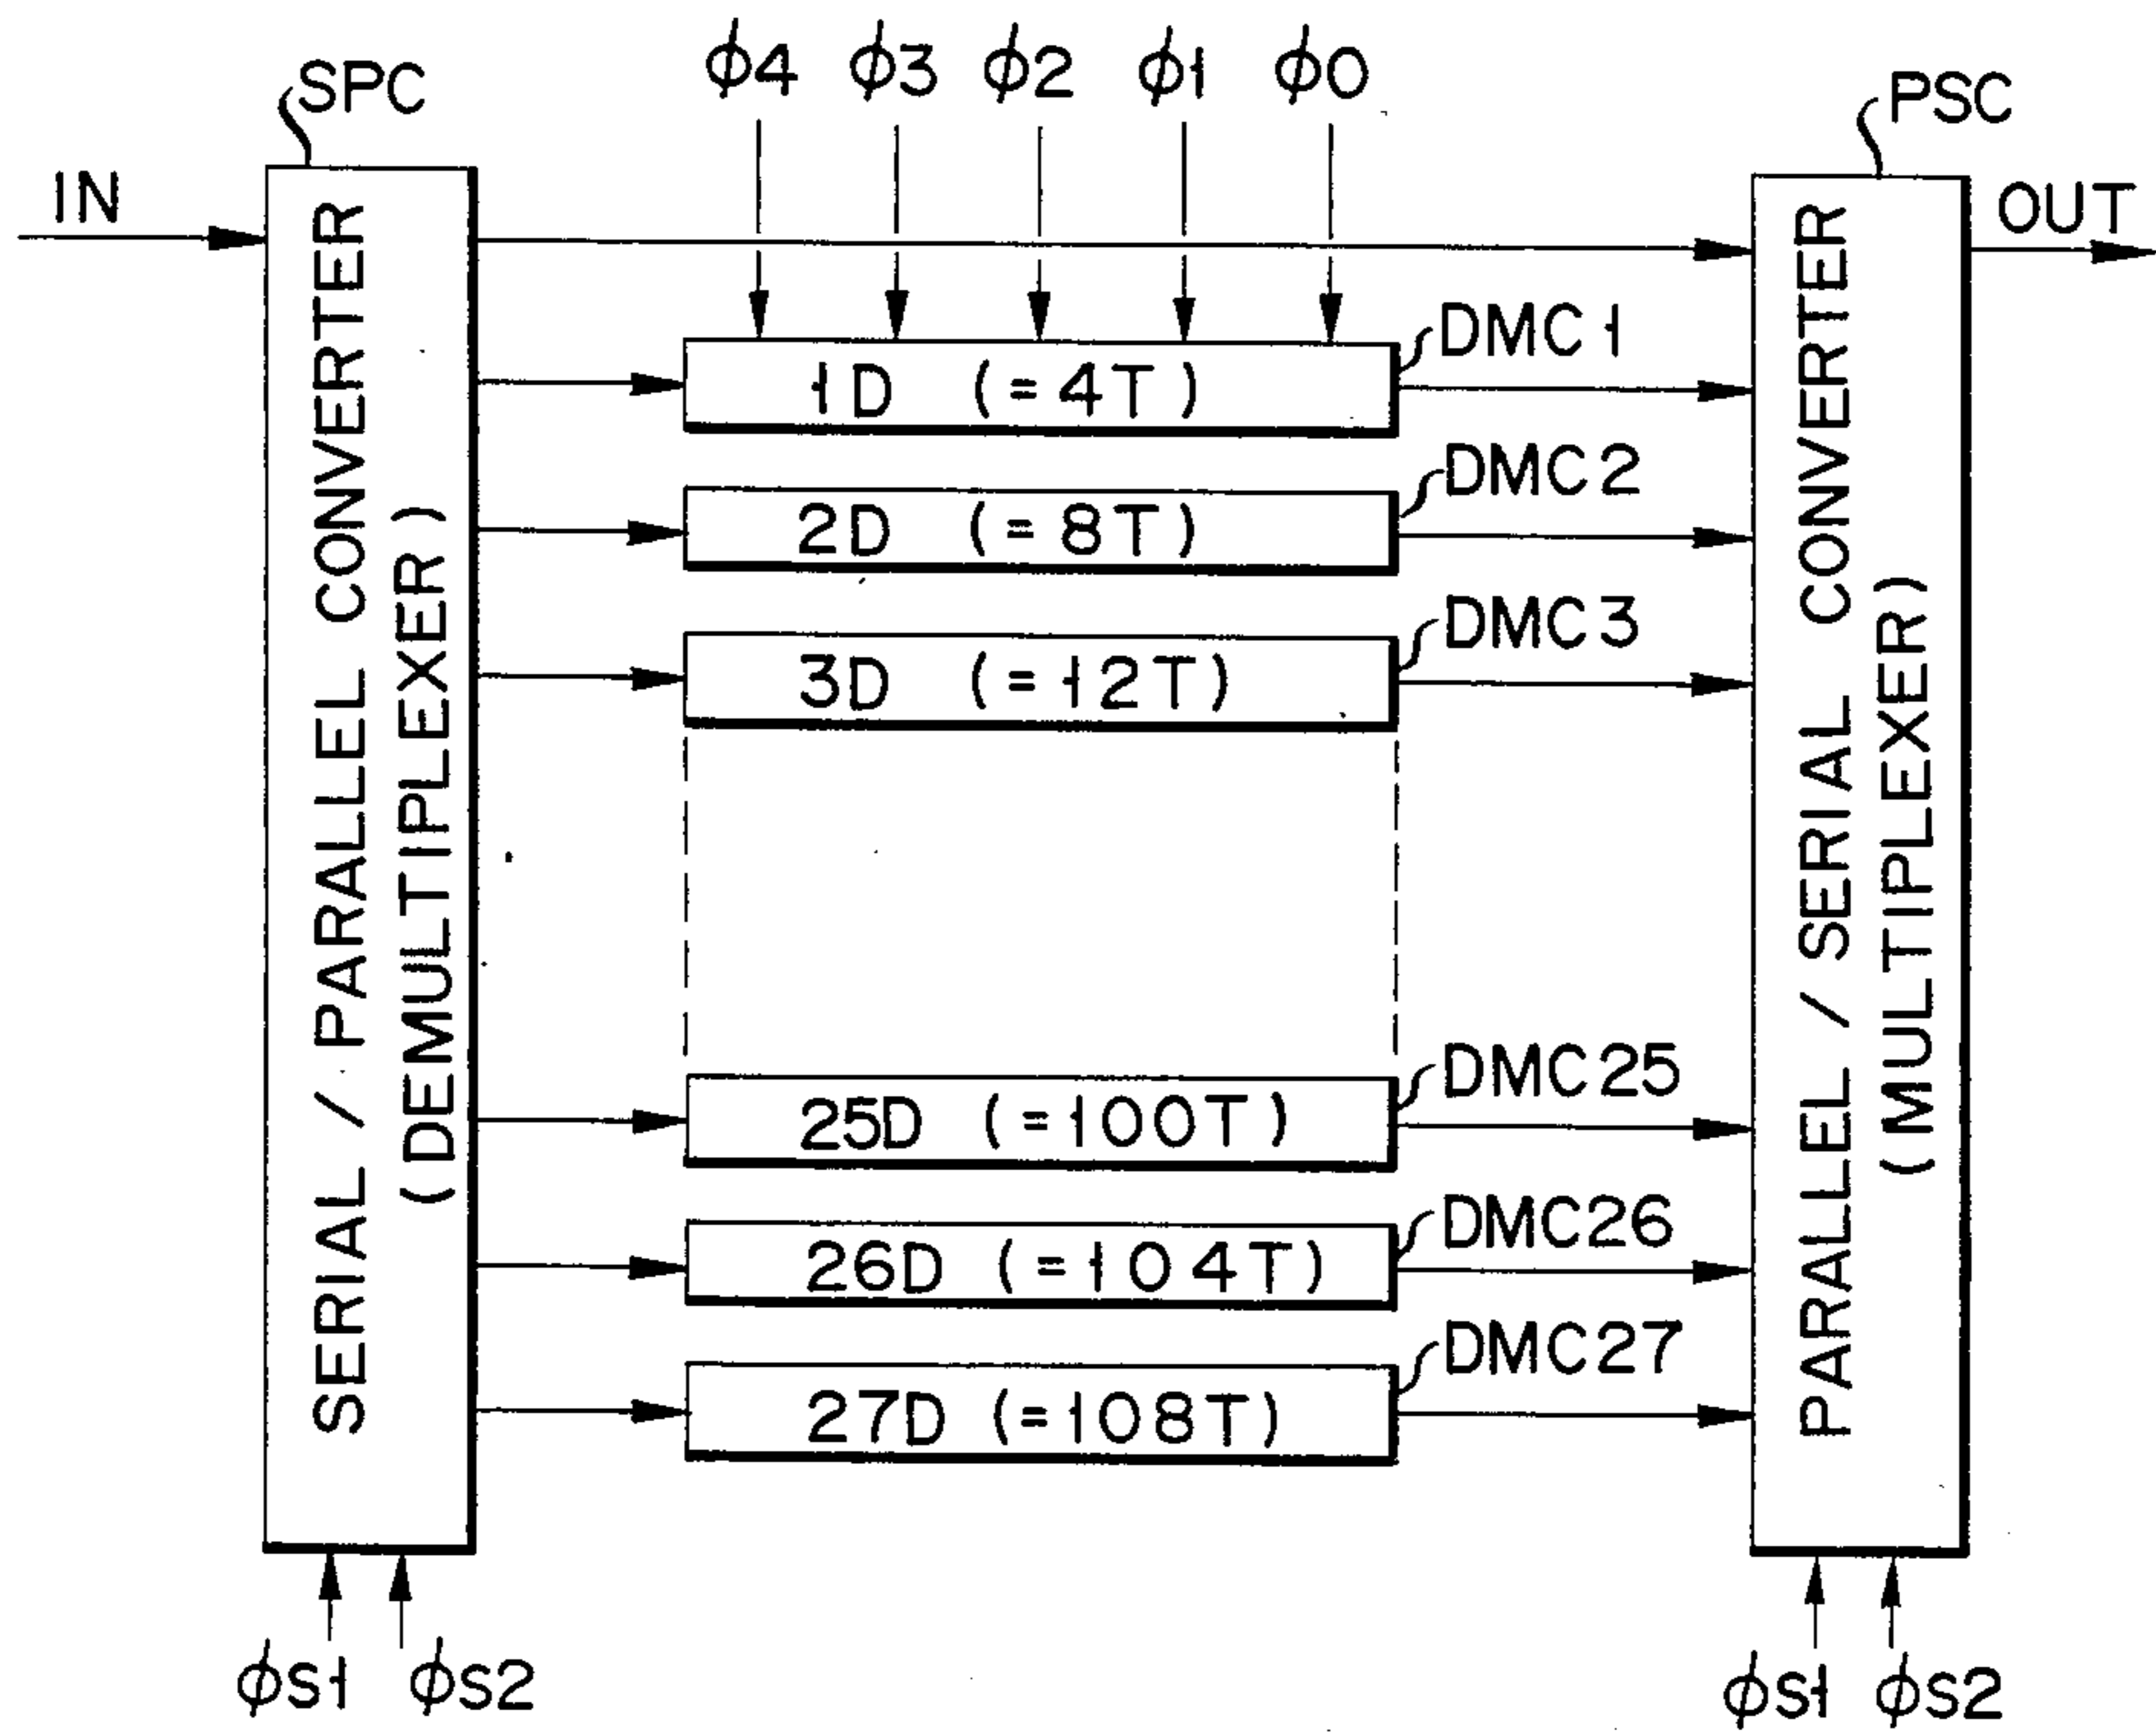 SPC
ϕ4 ϕ3 ϕ2 ϕ1 ϕ0
PSC
IN
OUT
SERIAL / PARALLEL CONVERTER
(DEMULTIPLEXER)
DMC1
1D (=4T)
DMC2
2D (=8T)
DMC3
3D (=12T)
DMC25
25D (=100T)
DMC26
26D (=104T)
DMC27
27D (=108T)
PARALLEL / SERIAL CONVERTER
(MULTIPLEXER)
ϕS1 ϕS2
ϕS1 ϕS2